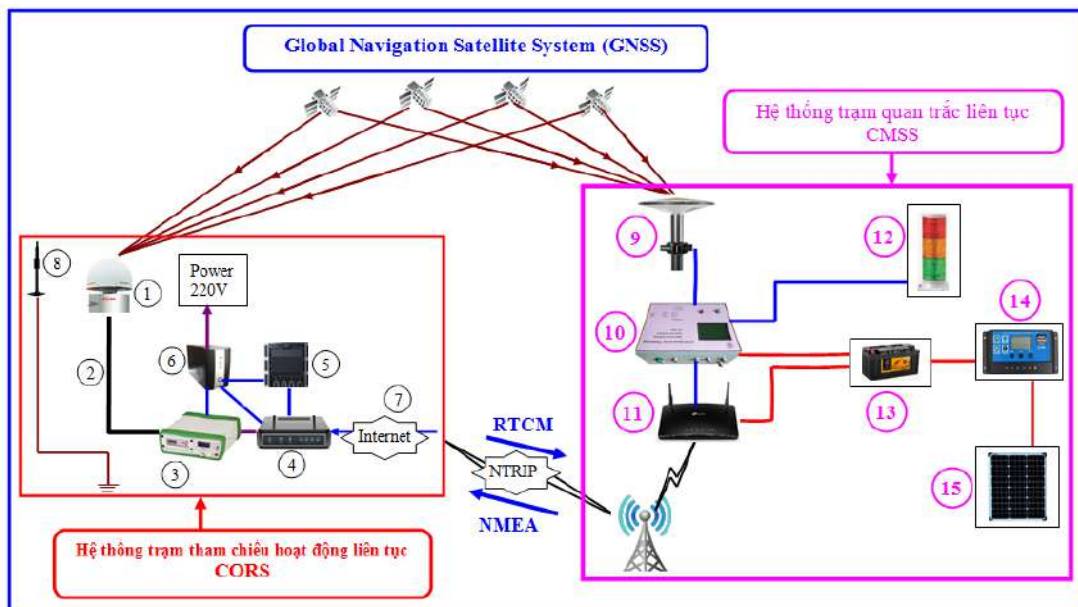 Global Navigation Satellite System (GNSS)
Hệ thống trạm quan trắc liên tục
CMSS
8
1
Power
220V
2
6
5
7
Internet
3
4
RTCM
NTRIP
NMEA
9
12
10
14
11
13
15
Hệ thống trạm tham chiếu hoạt động liên tục
CORS